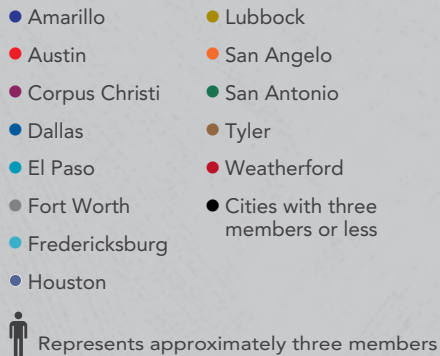 Amarillo
Austin
Corpus Christi
Dallas
El Paso
Fort Worth
Fredericksburg
Houston
Lubbock
San Angelo
San Antonio
Tyler
Weatherford
Cities with three
members or less
Represents approximately three members